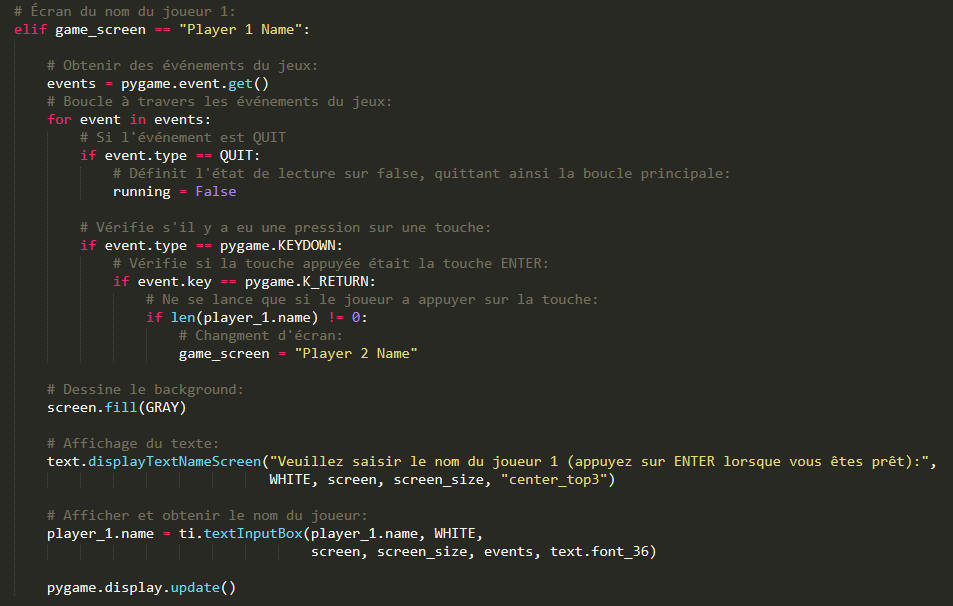 # Écran du nom du joueur 1:
elif game_screen == "Player 1 Name":
# Obtenir des événements du jeux:
events = pygame.event.get()
# Boucle à travers les événements du jeux:
for event in events:
# Si l'événement est QUIT
if event.type == QUIT:
# Définit l'état de lecture sur false, quittant ainsi la boucle principale:
running = False
# Vérifie s'il y a eu une pression sur une touche:
if event.type == pygame.KEYDOWN:
# Vérifie si la touche appuyée était la touche ENTER:
if event.key == pygame.K_RETURN:
# Ne se lance que si le joueur a appuyer sur la touche:
if len(player_1.name) != 0:
# Changment d'écran:
game_screen = "Player 2 Name"
# Dessine le background:
screen.fill(GRAY)
# Affichage du texte:
text.displayTextNameScreen("Veuillez saisir le nom du joueur 1 (appuyez sur ENTER lorsque vous êtes prêt):",
WHITE, screen, screen_size, "center_top3")
# Afficher et obtenir le nom du joueur:
player_1.name = ti.textInputBox(player_1.name, WHITE,
screen, screen_size, events, text.font_36)
pygame.display.update()